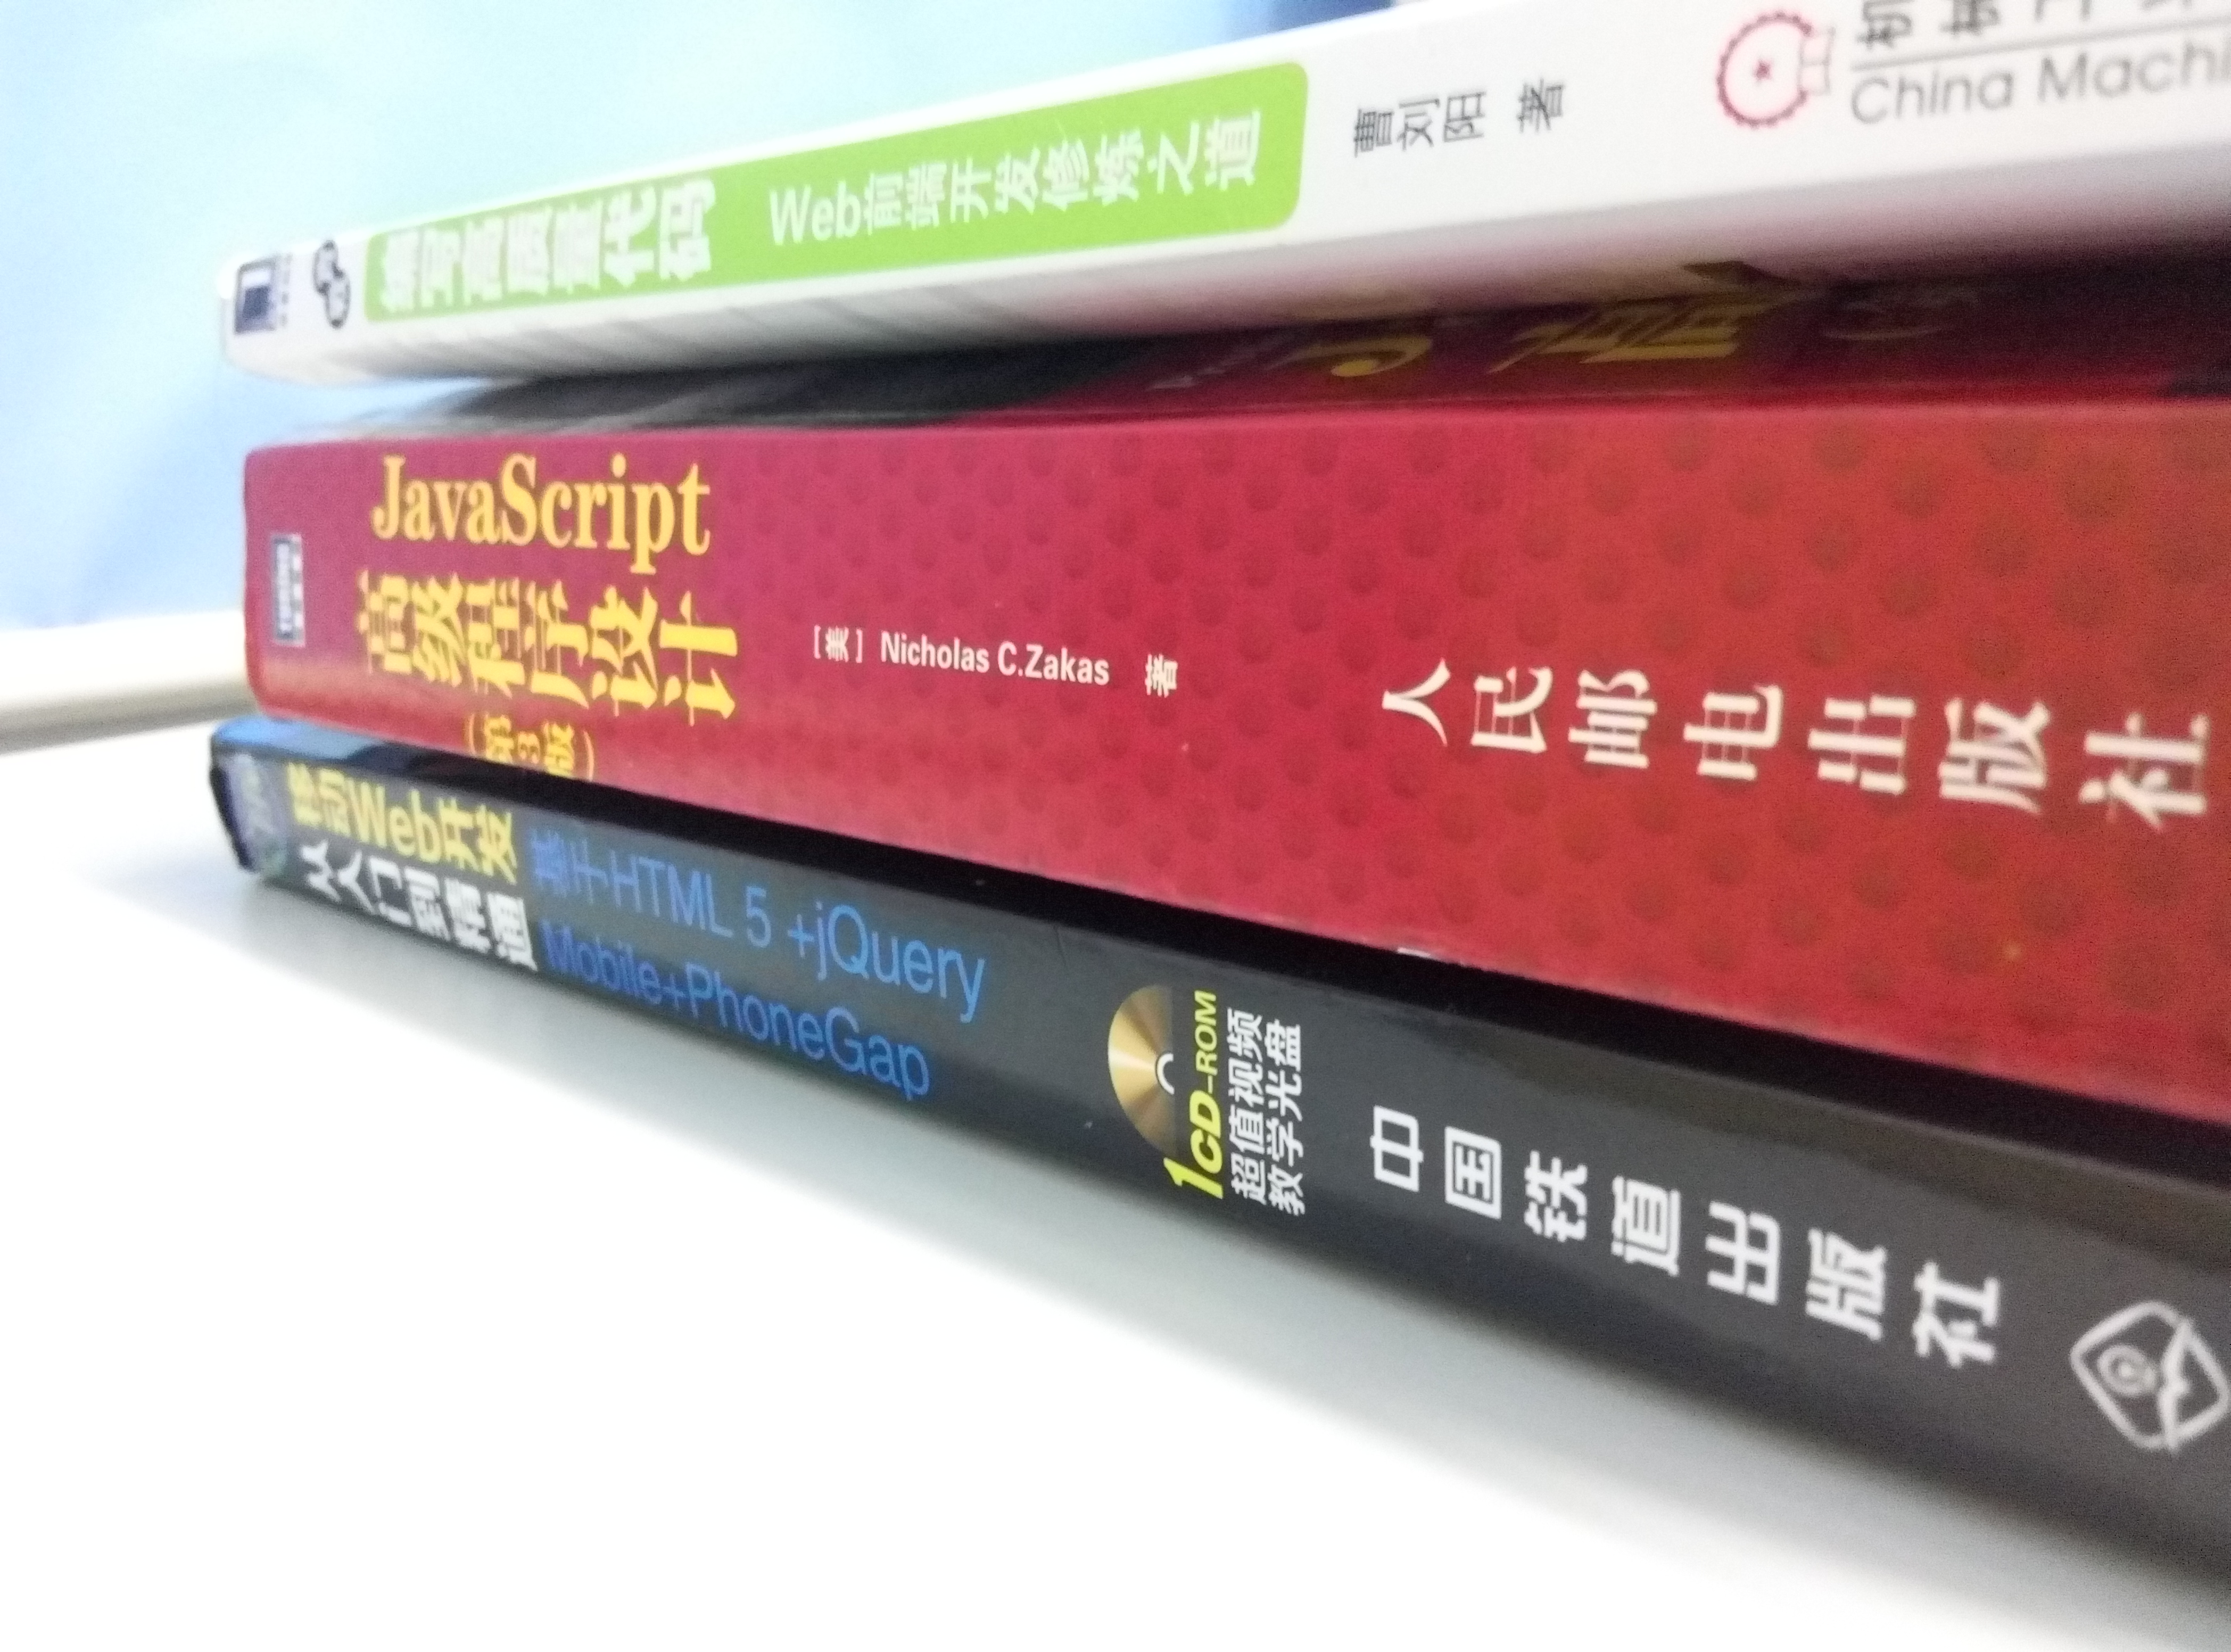 编写高质量代码
Web前端开发修炼之道
曹刘阳 著
China Machi
JavaScript
高级程序设计
（第3版）
[美] Nicholas C.Zakas 著
人民邮电出版社
移动Web开发
从入门到精通
基于HTML 5 +jQuery
Mobile+PhoneGap
1CD-ROM
超值视频
教学光盘
中国铁道出版社